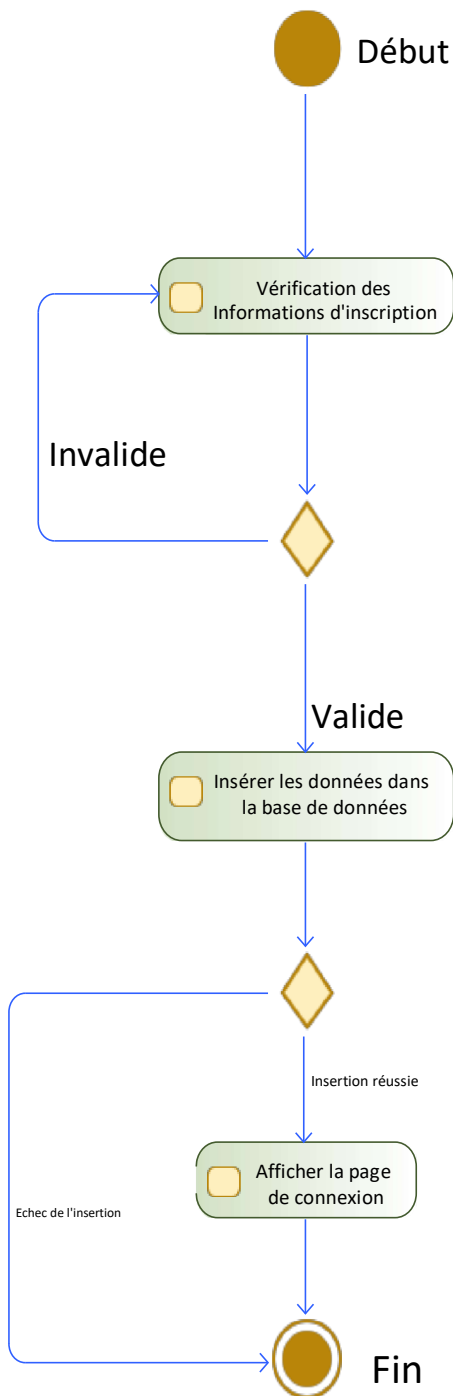 Début
Vérification des
Informations d'inscription
Invalide
Valide
Insérer les données dans
la base de données
Insertion réussie
Afficher la page
de connexion
Echec de l'insertion
Fin